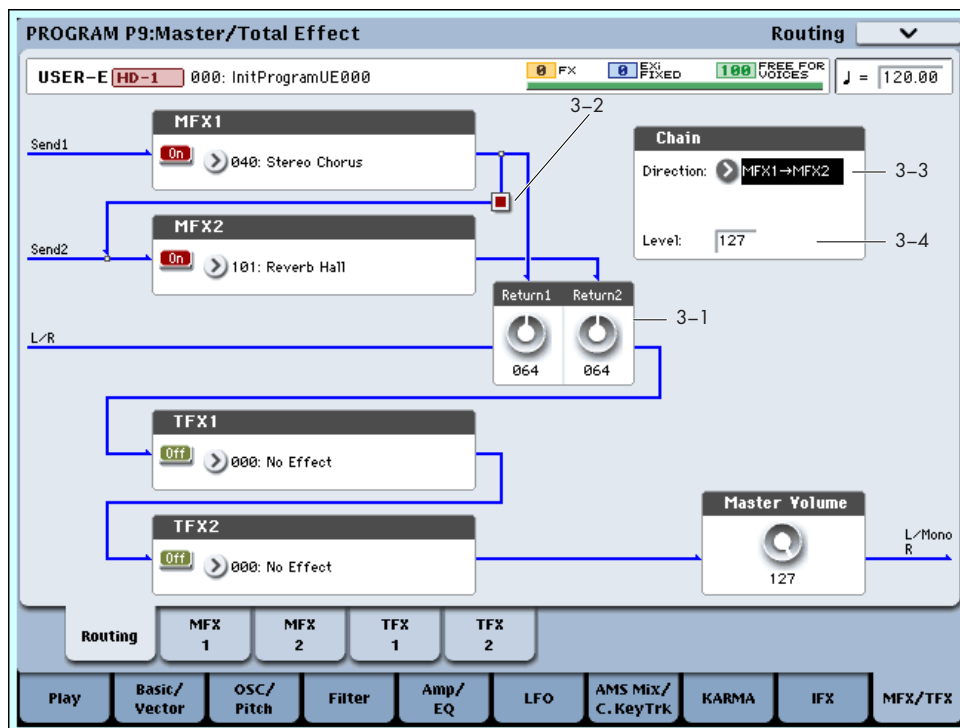 PROGRAM P9:Master/Total Effect
Routing
USER-E HD-1 000: InitProgramUE000
0 FX
0 EXi FIXED
100 FREE FOR VOICES
♩ = 120.00
3-2
MFX1
Send1
On
040: Stereo Chorus
Chain
Direction: MFX1→MFX2
3-3
Level: 127
3-4
MFX2
Send2
On
101: Reverb Hall
Return1 Return2
3-1
064 064
L/R
TFX1
Off
000: No Effect
TFX2
Off
000: No Effect
Master Volume
127
L/Mono
R
Routing
MFX
1
MFX
2
TFX
1
TFX
2
Play
Basic/
Vector
OSC/
Pitch
Filter
Amp/
EQ
LFO
AMS Mix/
C.KeyTrk
KARMA
IFX
MFX/TFX